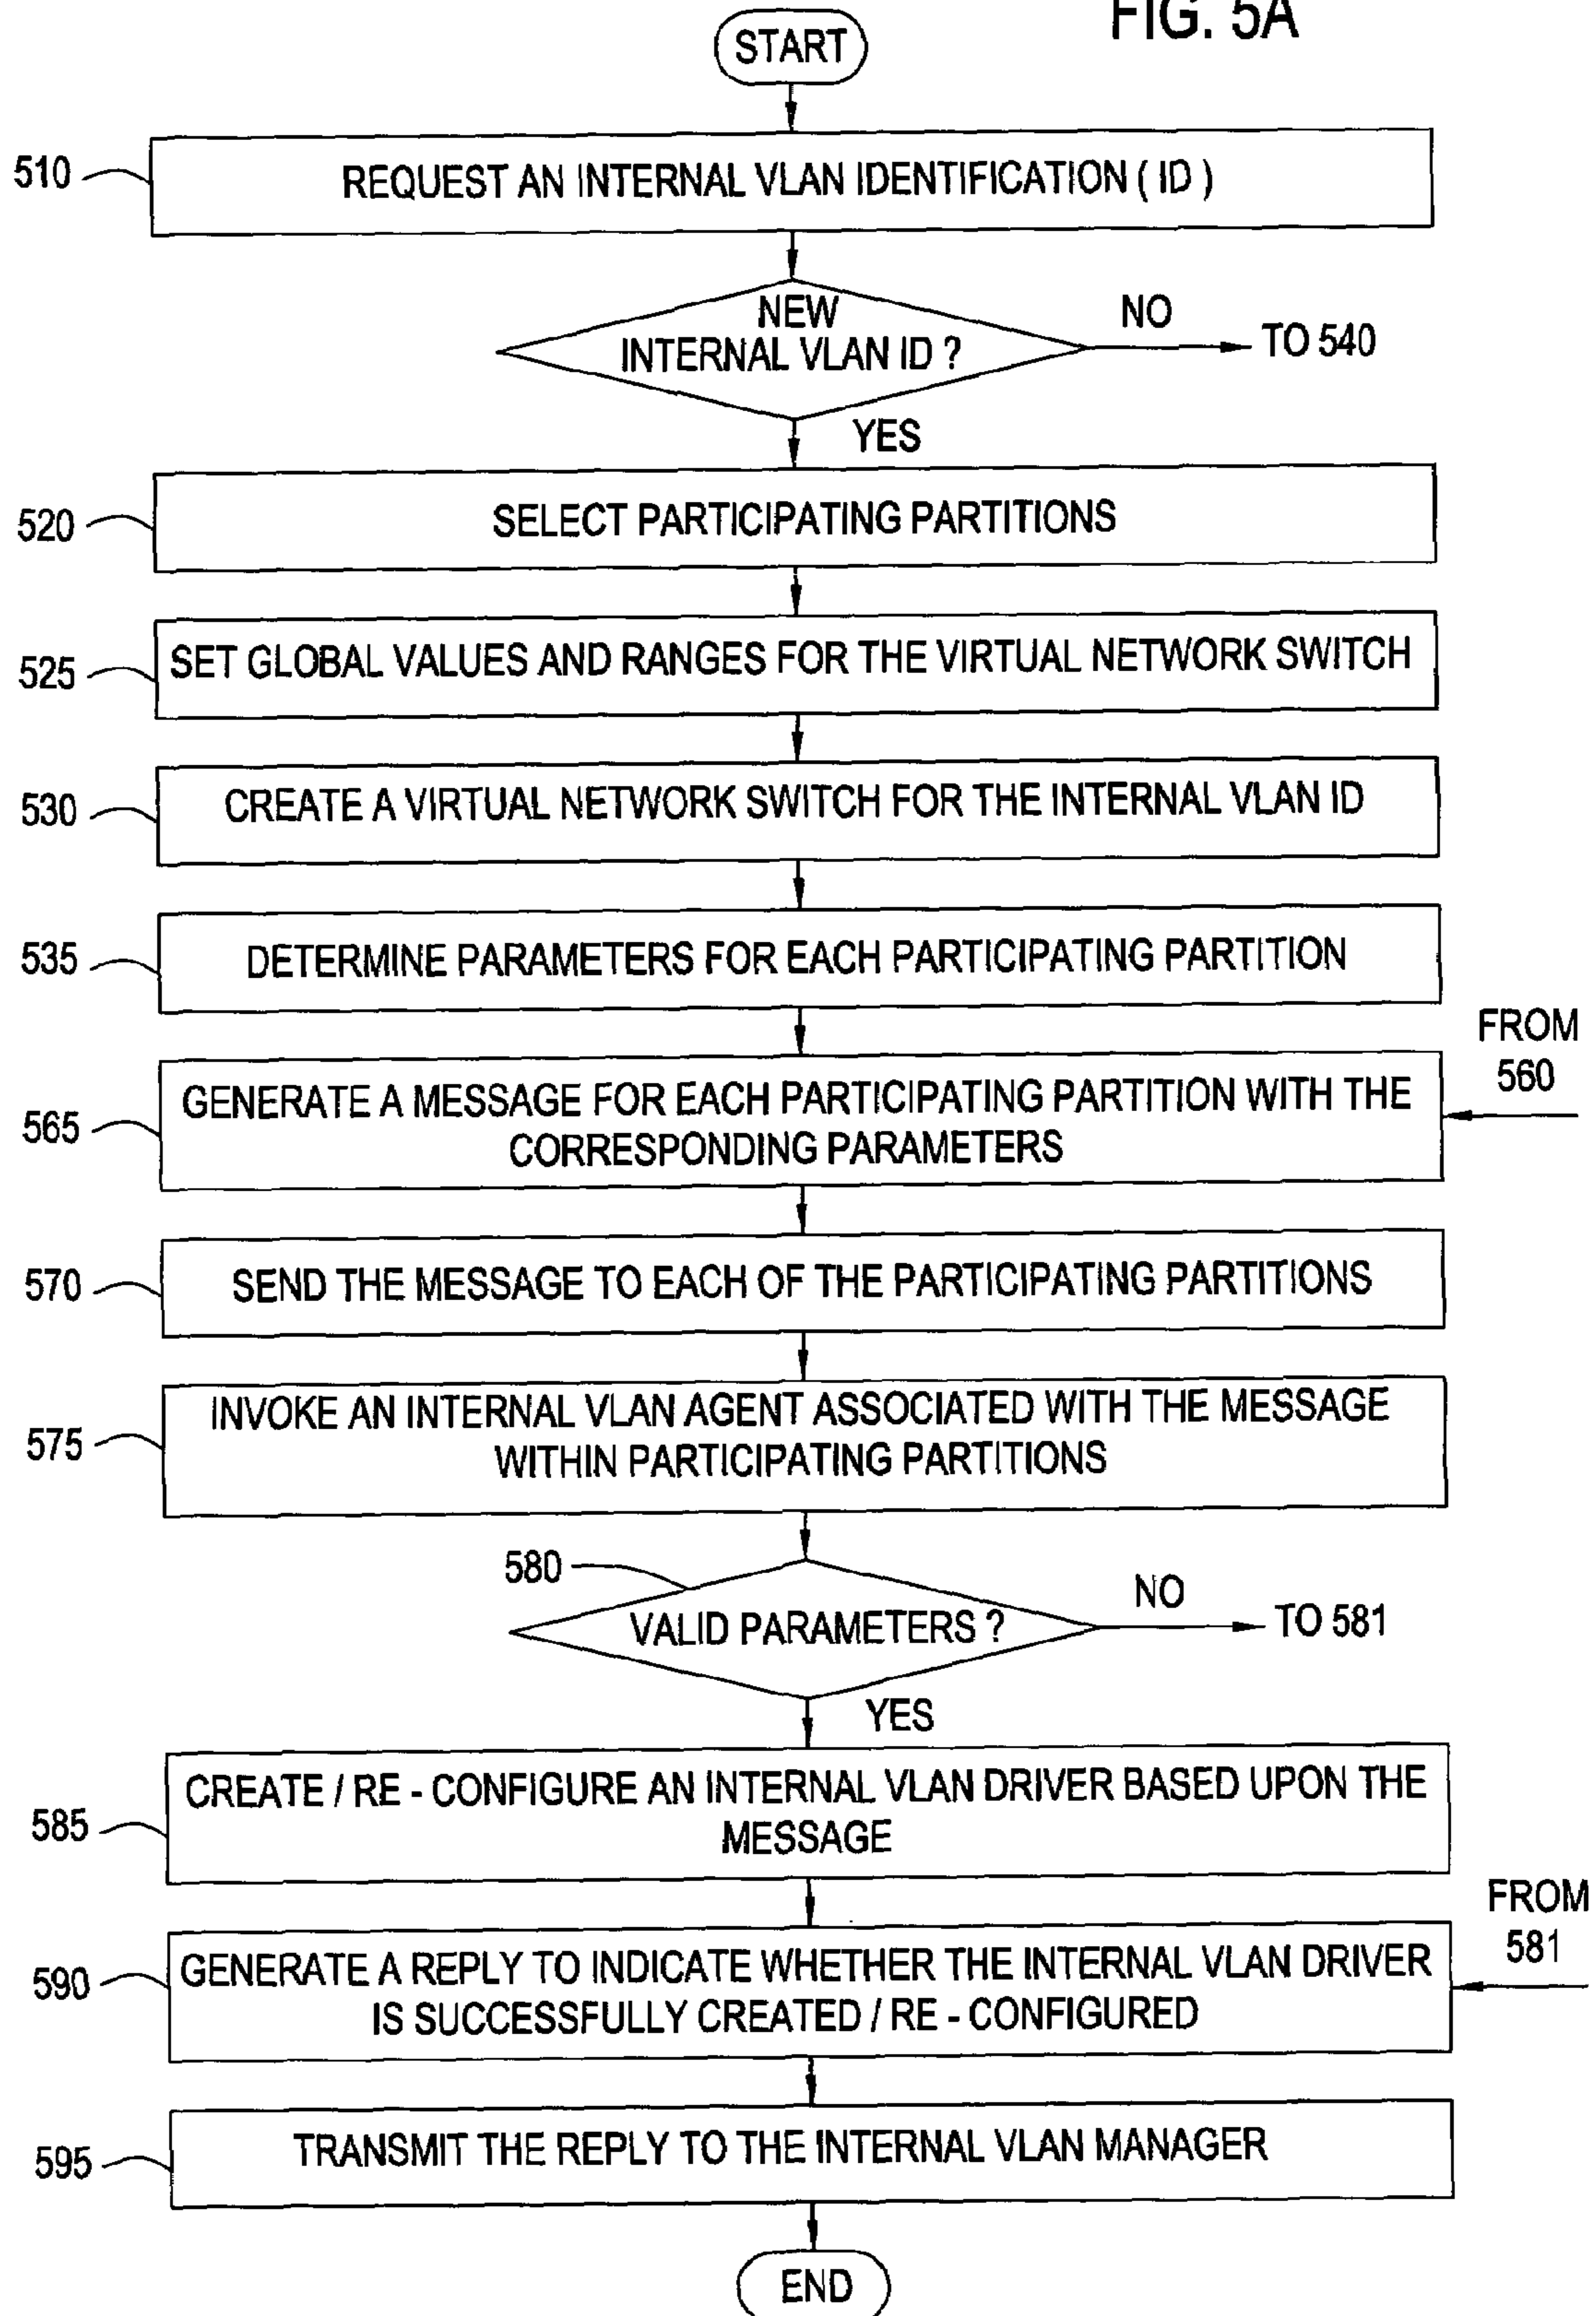 FIG. 5A
START
510
REQUEST AN INTERNAL VLAN IDENTIFICATION ( ID )
NEW
INTERNAL VLAN ID ?
NO
TO 540
YES
520
SELECT PARTICIPATING PARTITIONS
525
SET GLOBAL VALUES AND RANGES FOR THE VIRTUAL NETWORK SWITCH
530
CREATE A VIRTUAL NETWORK SWITCH FOR THE INTERNAL VLAN ID
535
DETERMINE PARAMETERS FOR EACH PARTICIPATING PARTITION
FROM
560
565
GENERATE A MESSAGE FOR EACH PARTICIPATING PARTITION WITH THE
CORRESPONDING PARAMETERS
570
SEND THE MESSAGE TO EACH OF THE PARTICIPATING PARTITIONS
575
INVOKE AN INTERNAL VLAN AGENT ASSOCIATED WITH THE MESSAGE
WITHIN PARTICIPATING PARTITIONS
580
VALID PARAMETERS ?
NO
TO 581
YES
585
CREATE / RE - CONFIGURE AN INTERNAL VLAN DRIVER BASED UPON THE
MESSAGE
FROM
581
590
GENERATE A REPLY TO INDICATE WHETHER THE INTERNAL VLAN DRIVER
IS SUCCESSFULLY CREATED / RE - CONFIGURED
595
TRANSMIT THE REPLY TO THE INTERNAL VLAN MANAGER
END